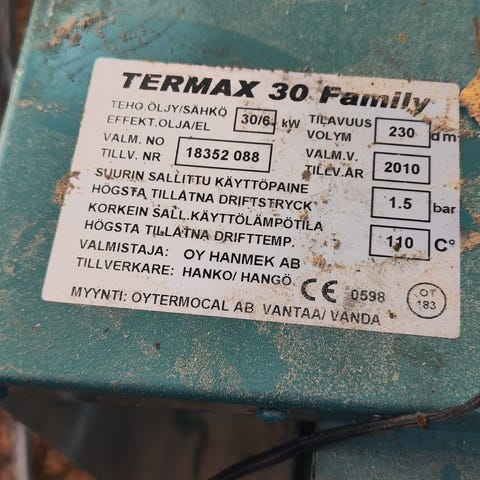 TERMAX 30 Family
TEHO.ÖLJY/SÄHKÖ 30/6 kW TILAVUUS 230 dm
EFFEKT.OLJA/EL VOLYM
VALM. NO 18352 088 VALM.V. 2010
TILLV. NR TILLV.ÅR
SUURIN SALLITTU KÄYTTÖPAINE 1.5 bar
HÖGSTA TILLÅTNA DRIFTSTRYCK
KORKEIN SALL.KÄYTTÖLÄMPÖTILA 110 C°
HÖGSTA TILLÅTNA DRIFTTEMP.
VALMISTAJA: OY HANMEK AB
TILLVERKARE: HANKO/ HANGÖ CE 0598 OT 183
MYYNTI: OYTERMOCAL AB VANTAA/ VANDA